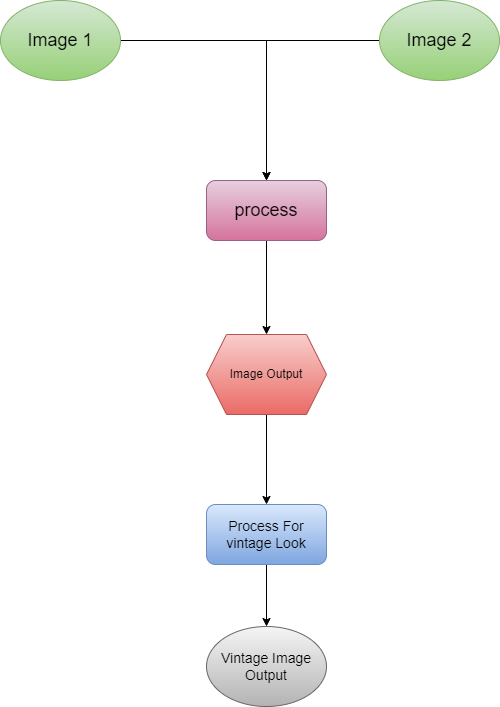 Image 1
Image 2
process
Image Output
Process For
vintage Look
Vintage Image
Output